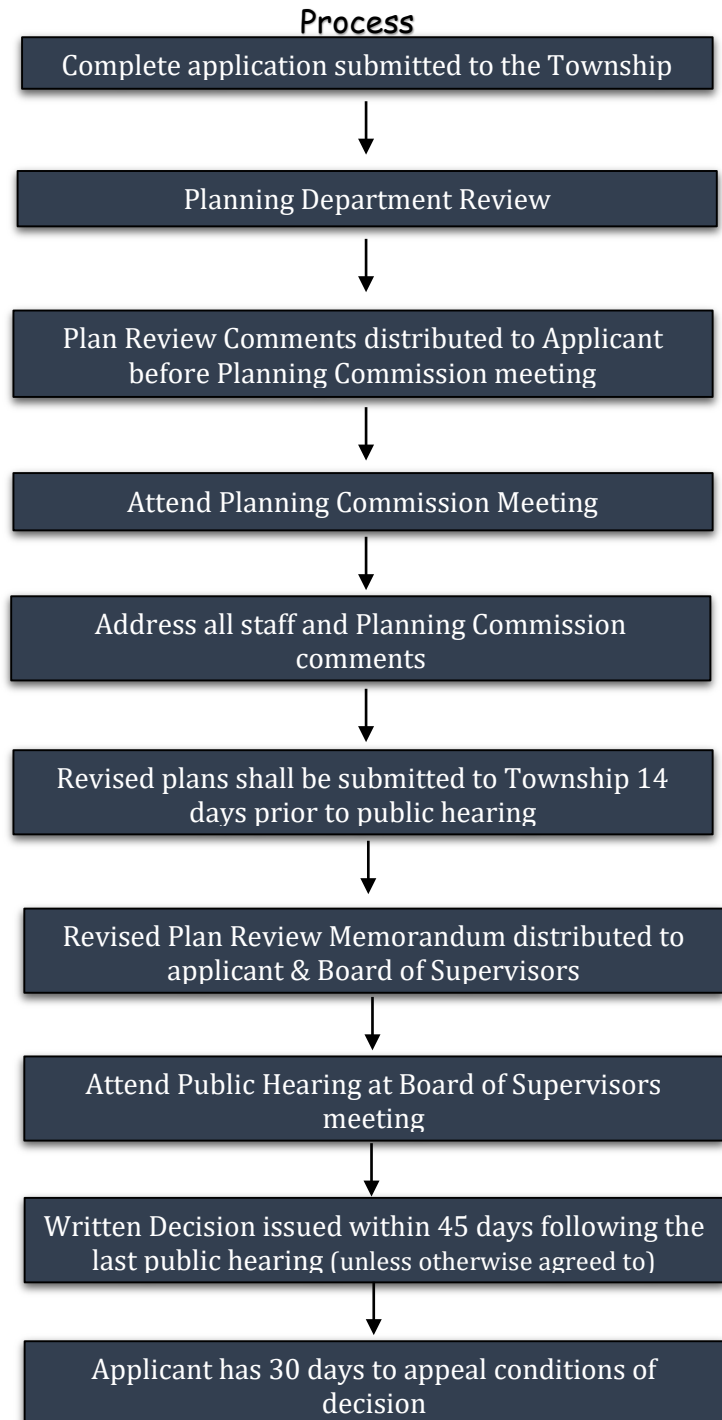 Process
Complete application submitted to the Township
Planning Department Review
Plan Review Comments distributed to Applicant
before Planning Commission meeting
Attend Planning Commission Meeting
Address all staff and Planning Commission
comments
Revised plans shall be submitted to Township 14
days prior to public hearing
Revised Plan Review Memorandum distributed to
applicant & Board of Supervisors
Attend Public Hearing at Board of Supervisors
meeting
Written Decision issued within 45 days following the
last public hearing (unless otherwise agreed to)
Applicant has 30 days to appeal conditions of
decision